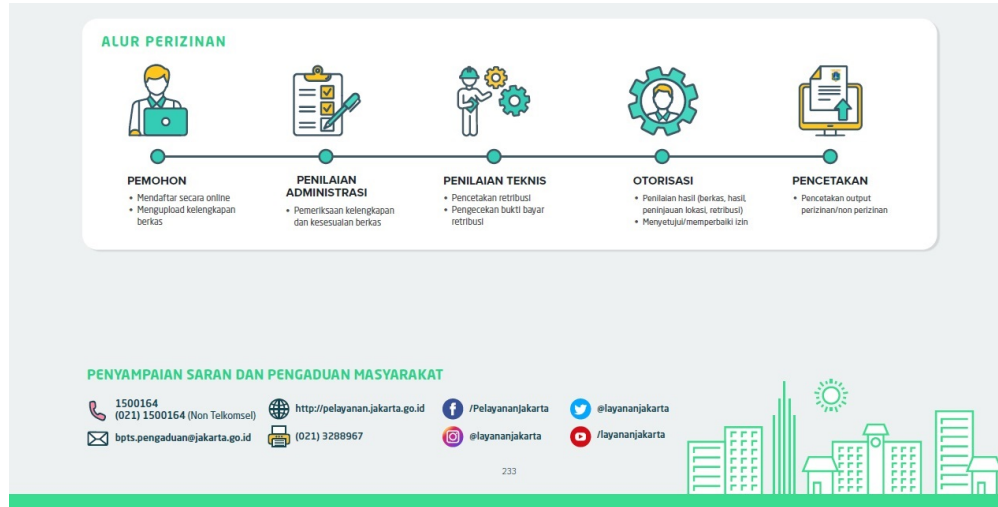 ALUR PERIZINAN
PEMOHON
• Mendaftar secara online
• Mengupload kelengkapan
berkas
PENILAIAN
ADMINISTRASI
• Pemeriksaan kelengkapan
dan kesesuaian berkas
PENILAIAN TEKNIS
• Pencetakan retribusi
• Pengecekan bukti bayar
retribusi
OTORISASI
• Penilaian hasil (berkas, hasil,
peninjauan lokasi, retribusi)
• Menyetujui/memperbaiki izin
PENCETAKAN
• Pencetakan output
perizinan/non perizinan
PENYAMPAIAN SARAN DAN PENGADUAN MASYARAKAT
1500164
(021) 1500164 (Non Telkomsel)
bpts.pengaduan@jakarta.go.id
http://pelayanan.jakarta.go.id
(021) 3288967
/PelayananJakarta
@layananjakarta
@layananjakarta
/layananjakarta
233